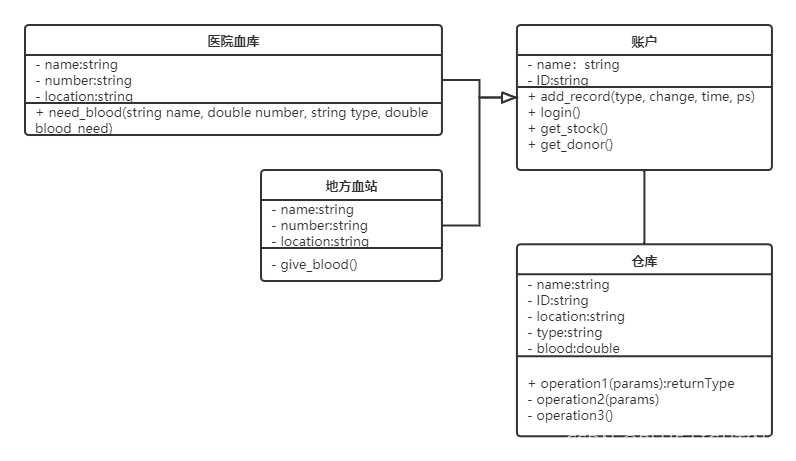 医院血库
- name:string
- number:string
- location:string
+ need_blood(string name, double number, string type, double
blood_need)
账户
- name：string
- ID:string
+ add_record(type, change, time, ps)
+ login()
+ get_stock()
+ get_donor()
地方血站
- name:string
- number:string
- location:string
- give_blood()
仓库
- name:string
- ID:string
- location:string
- type:string
- blood:double
+ operation1(params):returnType
- operation2(params)
- operation3()